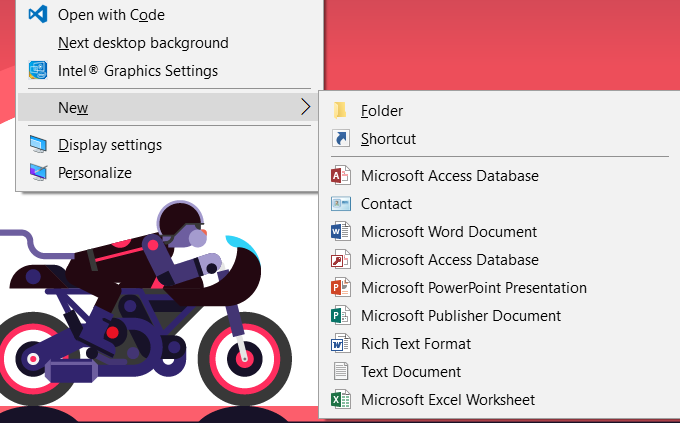 Open with Code
Next desktop background
Intel® Graphics Settings
New
Display settings
Personalize
Folder
Shortcut
Microsoft Access Database
Contact
Microsoft Word Document
Microsoft Access Database
Microsoft PowerPoint Presentation
Microsoft Publisher Document
Rich Text Format
Text Document
Microsoft Excel Worksheet